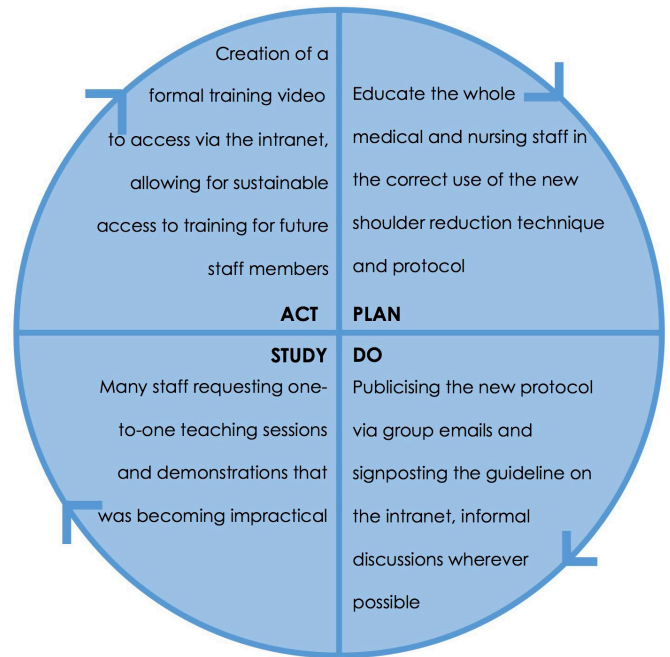 Creation of a
formal training video
to access via the intranet,
allowing for sustainable
access to training for future
staff members
ACT
PLAN
Educate the whole
medical and nursing staff in
the correct use of the new
shoulder reduction technique
and protocol
STUDY
Many staff requesting one-
to-one teaching sessions
and demonstrations that
was becoming impractical
DO
Publicising the new protocol
via group emails and
signposting the guideline on
the intranet, informal
discussions wherever
possible